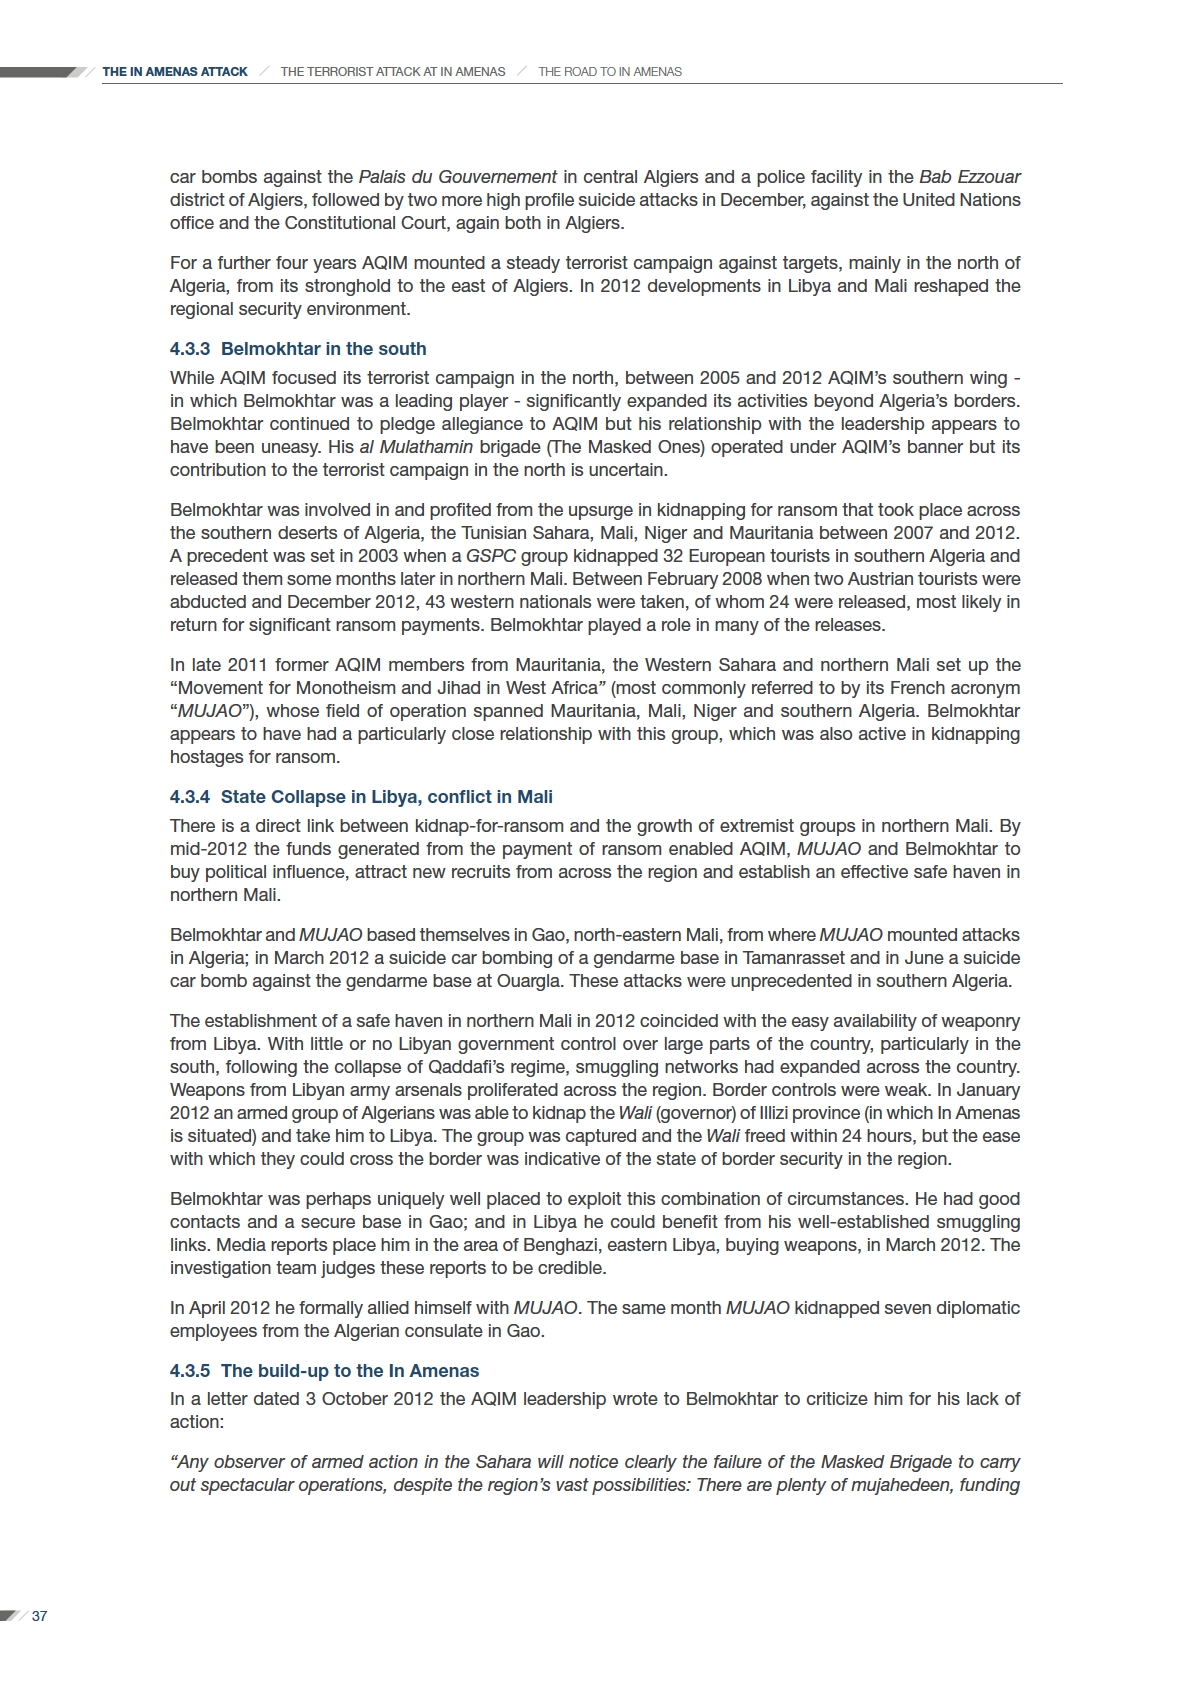 THE IN AMENAS ATTACK / THE TERRORIST ATTACK AT IN AMENAS / THE ROAD TO IN AMENAS
car bombs against the Palais du Gouvernement in central Algiers and a police facility in the Bab Ezzouar
district of Algiers, followed by two more high profile suicide attacks in December, against the United Nations
office and the Constitutional Court, again both in Algiers.
For a further four years AQIM mounted a steady terrorist campaign against targets, mainly in the north of
Algeria, from its stronghold to the east of Algiers. In 2012 developments in Libya and Mali reshaped the
regional security environment.
4.3.3 Belmokhtar in the south
While AQIM focused its terrorist campaign in the north, between 2005 and 2012 AQIM’s southern wing -
in which Belmokhtar was a leading player - significantly expanded its activities beyond Algeria’s borders.
Belmokhtar continued to pledge allegiance to AQIM but his relationship with the leadership appears to
have been uneasy. His al Mulathamin brigade (The Masked Ones) operated under AQIM’s banner but its
contribution to the terrorist campaign in the north is uncertain.
Belmokhtar was involved in and profited from the upsurge in kidnapping for ransom that took place across
the southern deserts of Algeria, the Tunisian Sahara, Mali, Niger and Mauritania between 2007 and 2012.
A precedent was set in 2003 when a GSPC group kidnapped 32 European tourists in southern Algeria and
released them some months later in northern Mali. Between February 2008 when two Austrian tourists were
abducted and December 2012, 43 western nationals were taken, of whom 24 were released, most likely in
return for significant ransom payments. Belmokhtar played a role in many of the releases.
In late 2011 former AQIM members from Mauritania, the Western Sahara and northern Mali set up the
“Movement for Monotheism and Jihad in West Africa” (most commonly referred to by its French acronym
“MUJAO”), whose field of operation spanned Mauritania, Mali, Niger and southern Algeria. Belmokhtar
appears to have had a particularly close relationship with this group, which was also active in kidnapping
hostages for ransom.
4.3.4 State Collapse in Libya, conflict in Mali
There is a direct link between kidnap-for-ransom and the growth of extremist groups in northern Mali. By
mid-2012 the funds generated from the payment of ransom enabled AQIM, MUJAO and Belmokhtar to
buy political influence, attract new recruits from across the region and establish an effective safe haven in
northern Mali.
Belmokhtar and MUJAO based themselves in Gao, north-eastern Mali, from where MUJAO mounted attacks
in Algeria; in March 2012 a suicide car bombing of a gendarme base in Tamanrasset and in June a suicide
car bomb against the gendarme base at Ouargla. These attacks were unprecedented in southern Algeria.
The establishment of a safe haven in northern Mali in 2012 coincided with the easy availability of weaponry
from Libya. With little or no Libyan government control over large parts of the country, particularly in the
south, following the collapse of Qaddafi’s regime, smuggling networks had expanded across the country.
Weapons from Libyan army arsenals proliferated across the region. Border controls were weak. In January
2012 an armed group of Algerians was able to kidnap the Wali (governor) of Illizi province (in which In Amenas
is situated) and take him to Libya. The group was captured and the Wali freed within 24 hours, but the ease
with which they could cross the border was indicative of the state of border security in the region.
Belmokhtar was perhaps uniquely well placed to exploit this combination of circumstances. He had good
contacts and a secure base in Gao; and in Libya he could benefit from his well-established smuggling
links. Media reports place him in the area of Benghazi, eastern Libya, buying weapons, in March 2012. The
investigation team judges these reports to be credible.
In April 2012 he formally allied himself with MUJAO. The same month MUJAO kidnapped seven diplomatic
employees from the Algerian consulate in Gao.
4.3.5 The build-up to the In Amenas
In a letter dated 3 October 2012 the AQIM leadership wrote to Belmokhtar to criticize him for his lack of
action:
“Any observer of armed action in the Sahara will notice clearly the failure of the Masked Brigade to carry
out spectacular operations, despite the region’s vast possibilities: There are plenty of mujahedeen, funding
37